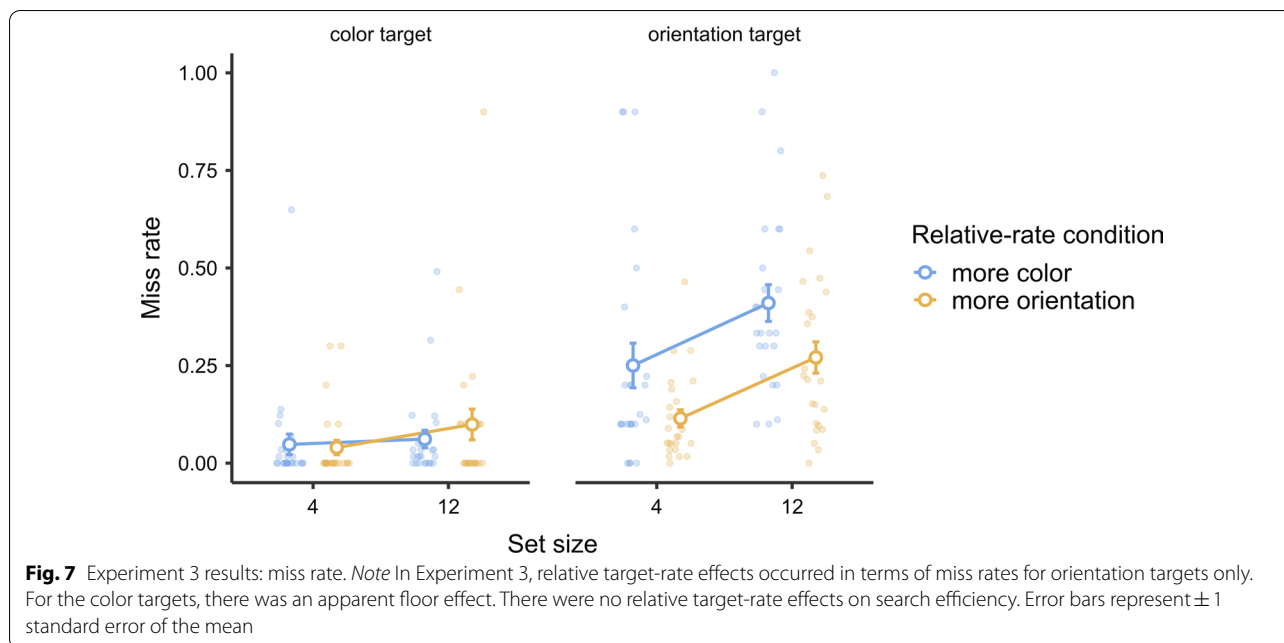 color target
orientation target
1.00
0.75
0.50
0.25
0.00
Miss rate
4
12
4
12
Set size
Relative-rate condition
more color
more orientation
Fig. 7 Experiment 3 results: miss rate. Note In Experiment 3, relative target-rate effects occurred in terms of miss rates for orientation targets only.
For the color targets, there was an apparent floor effect. There were no relative target-rate effects on search efficiency. Error bars represent ± 1
standard error of the mean